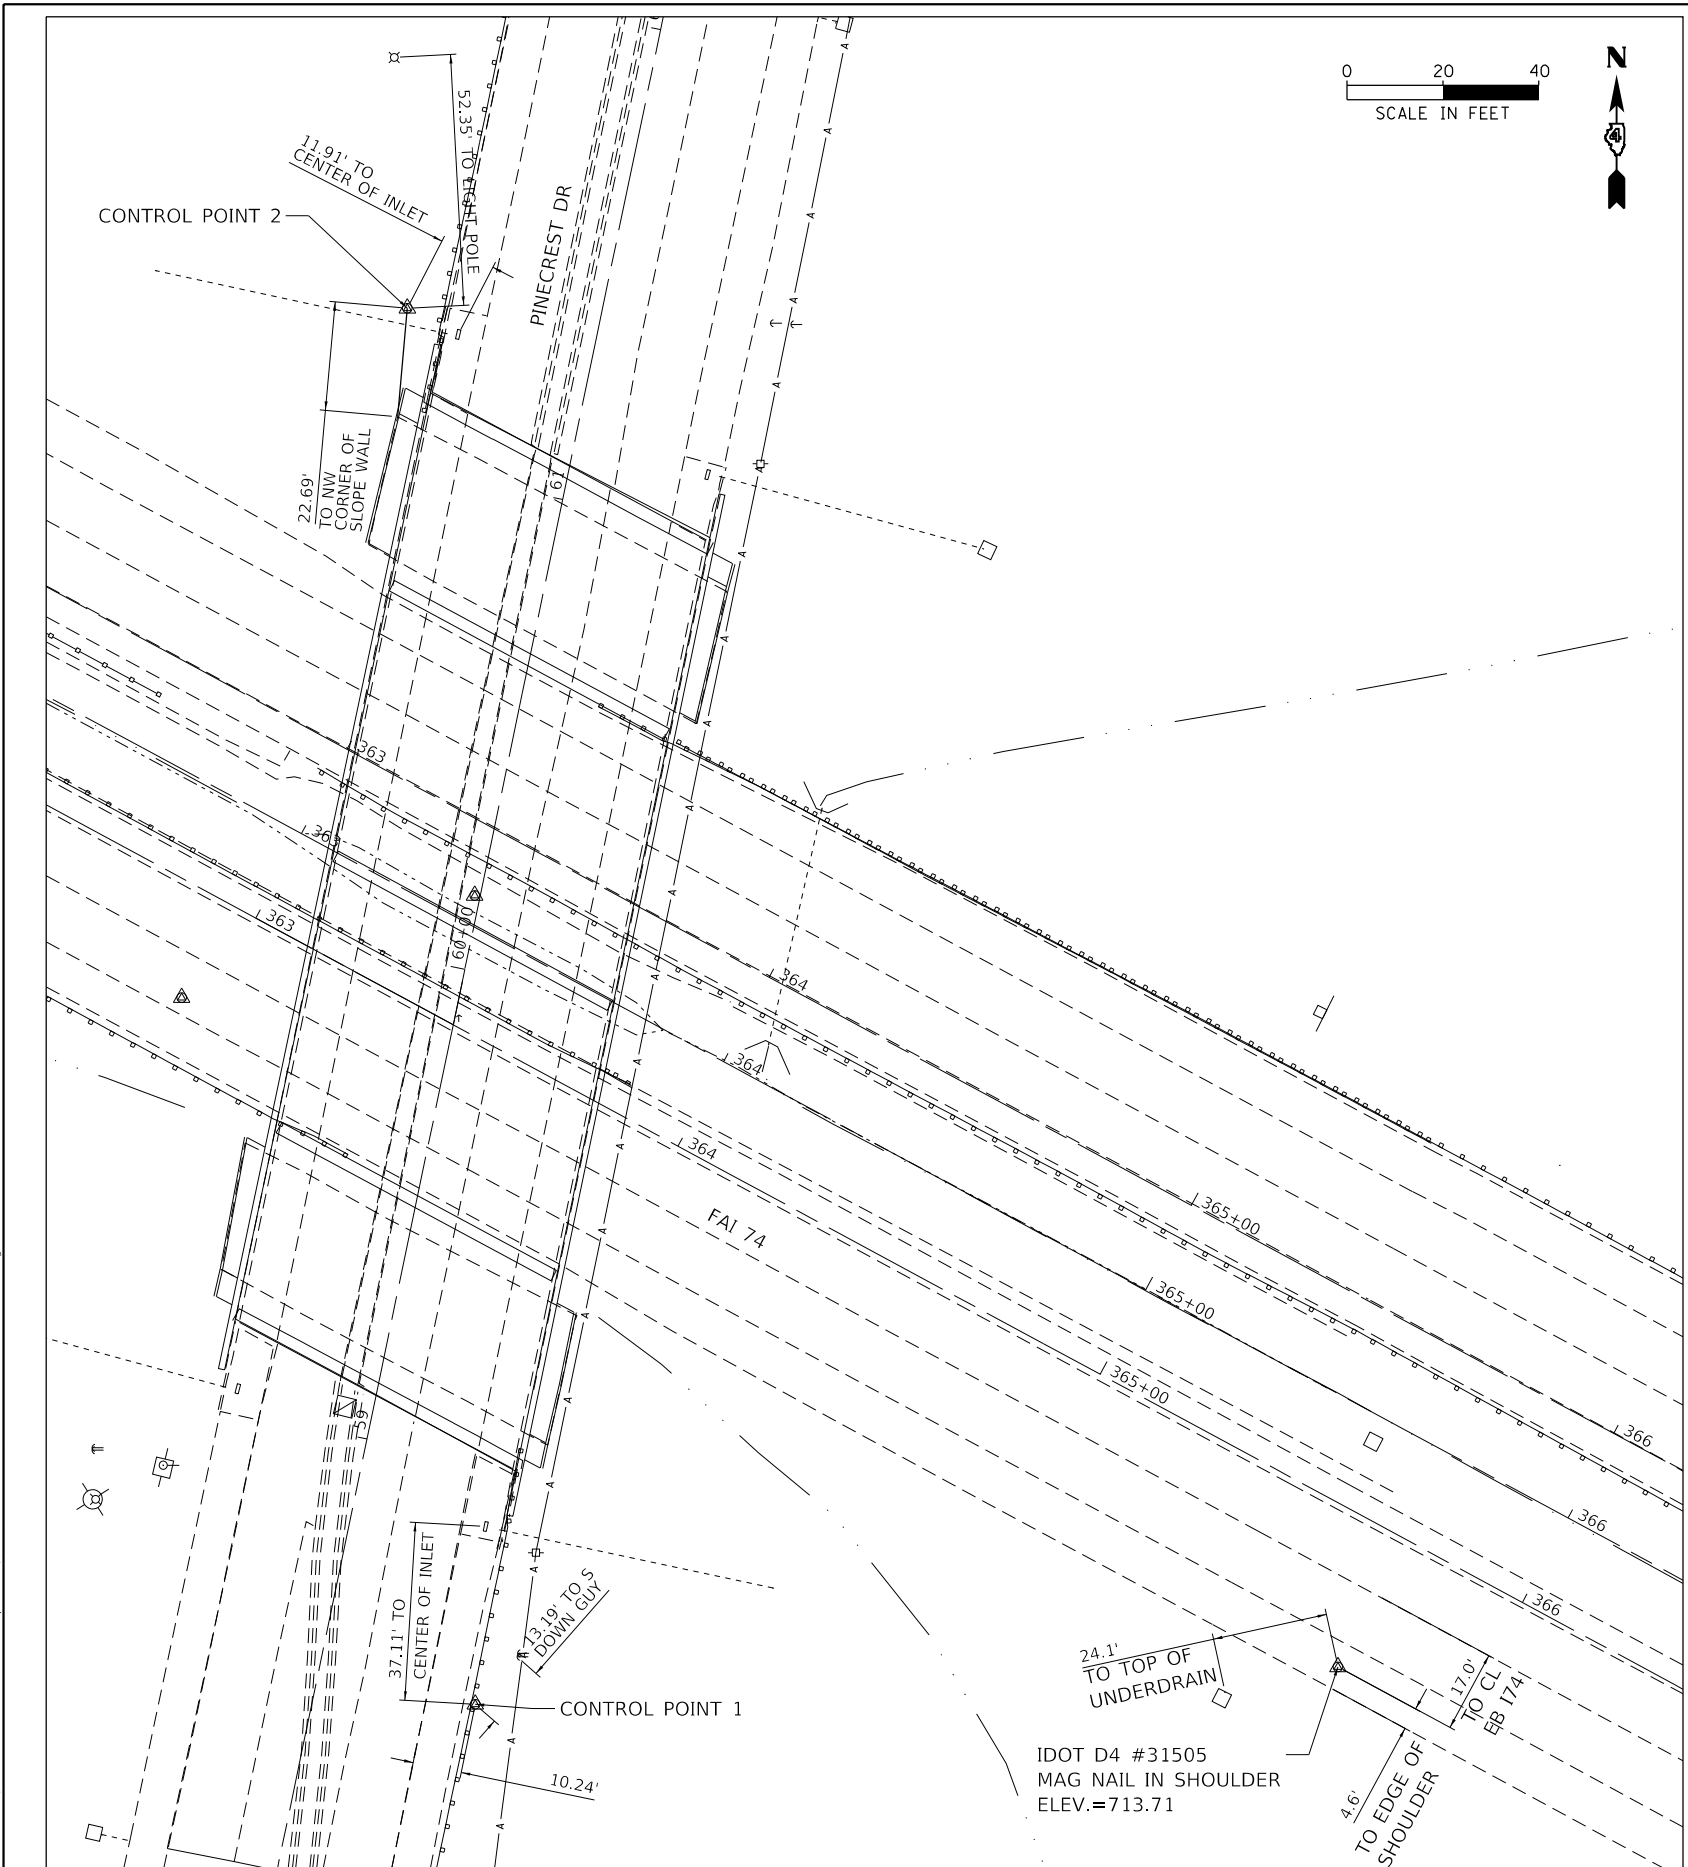 0 20 40
SCALE IN FEET
N
4
52.35' TO LIGHT POLE
11.91' TO
CENTER OF INLET
CONTROL POINT 2
PINECREST DR
22.69'
TO NW
CORNER OF
SLOPE WALL
61
363
363
363
60+00
364
364
364
FAI 74
365+00
365+00
365+00
366
366
366
59
37.11' TO
CENTER OF INLET
13.19' TO S
DOWN GUY
CONTROL POINT 1
10.24'
24.1'
TO TOP OF
UNDERDRAIN
17.0'
TO CL
EB I74
IDOT D4 #31505
MAG NAIL IN SHOULDER
ELEV.=713.71
4.6'
TO EDGE OF
SHOULDER
A A A A A A A A A A A A A A A A A A A A A A